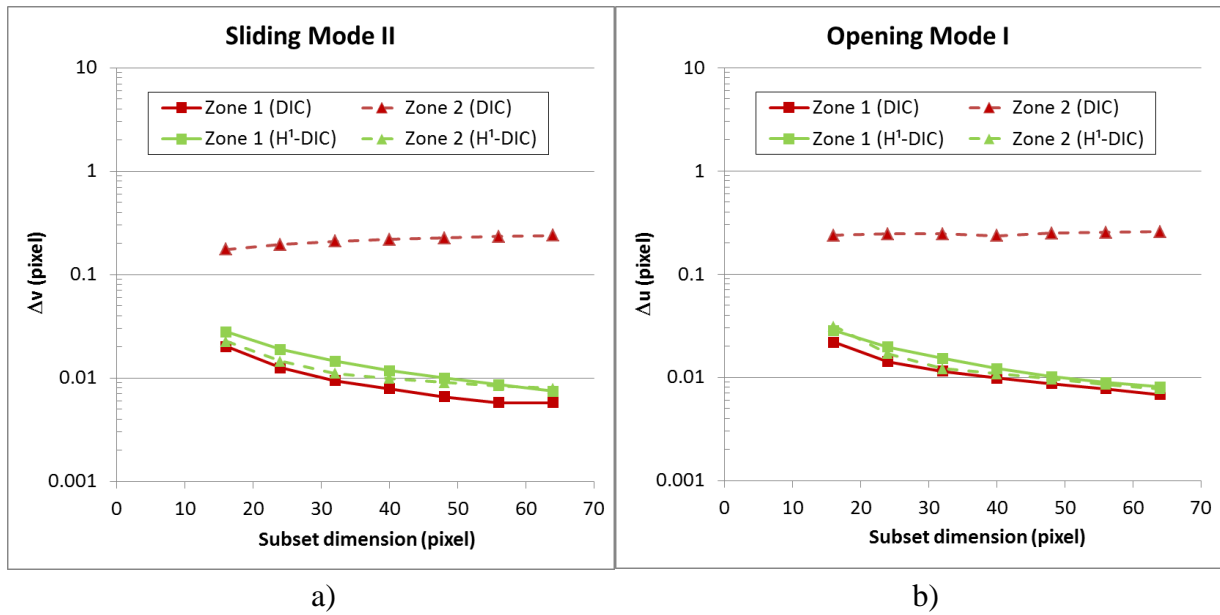 Sliding Mode II
10
1
0.1
0.01
0.001
Δv (pixel)
Zone 1 (DIC)
Zone 2 (DIC)
Zone 1 (H¹-DIC)
Zone 2 (H¹-DIC)
0 10 20 30 40 50 60 70
Subset dimension (pixel)
a)
Opening Mode I
10
1
0.1
0.01
0.001
Δu (pixel)
Zone 1 (DIC)
Zone 2 (DIC)
Zone 1 (H¹-DIC)
Zone 2 (H¹-DIC)
0 10 20 30 40 50 60 70
Subset dimension (pixel)
b)